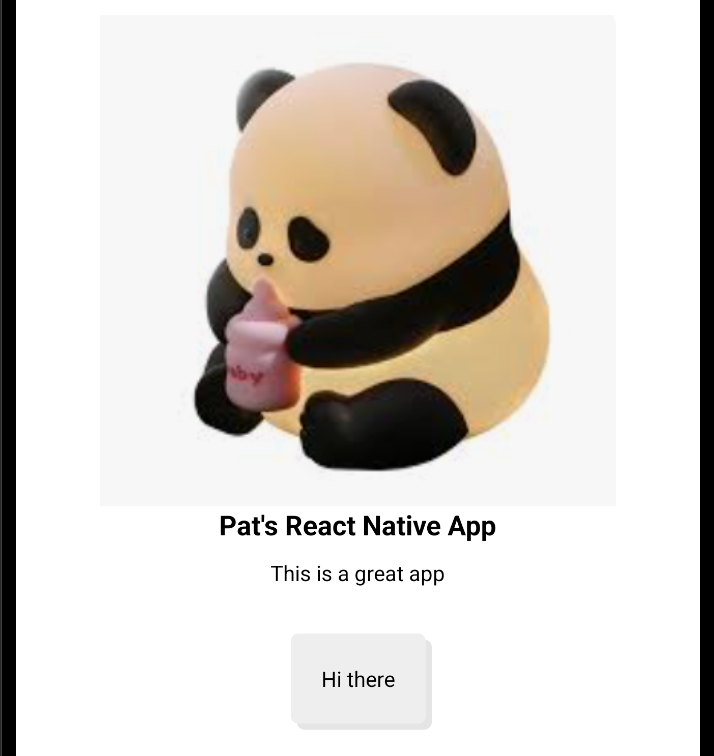 Pat's React Native App
This is a great app
Hi there